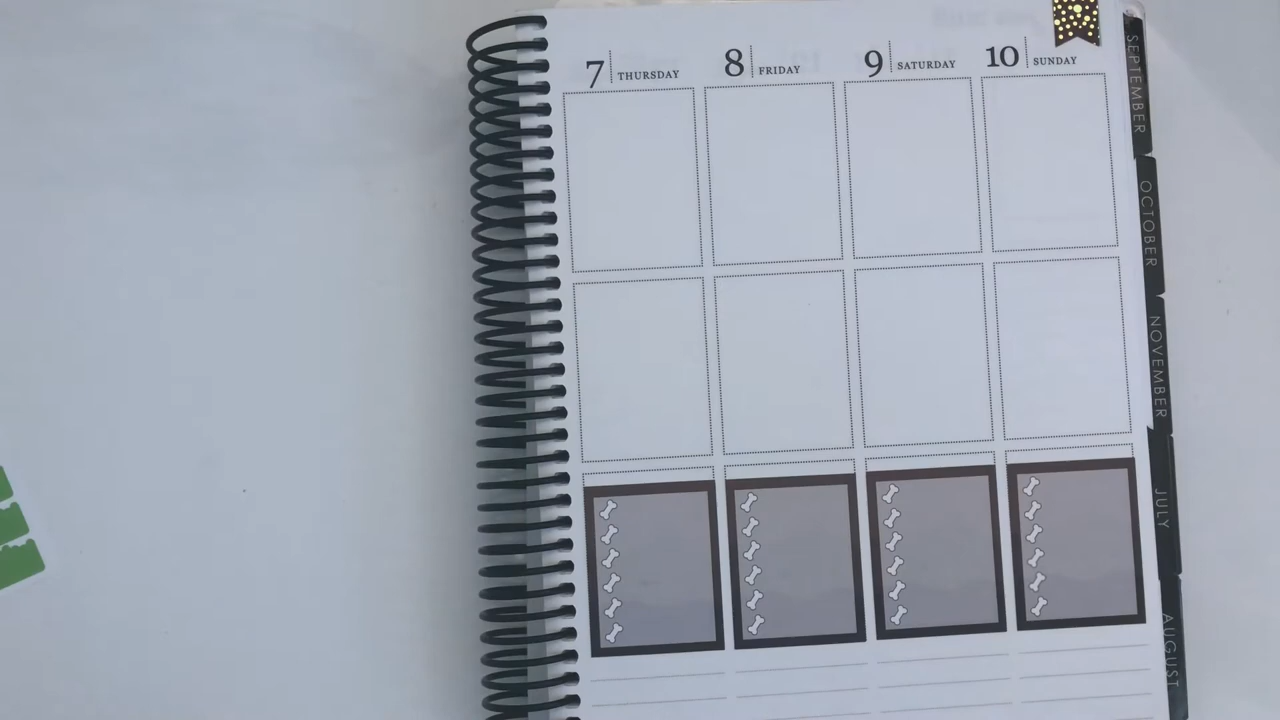 7 THURSDAY
8 FRIDAY
9 SATURDAY
10 SUNDAY
SEPTEMBER
OCTOBER
NOVEMBER
JULY
AUGUST